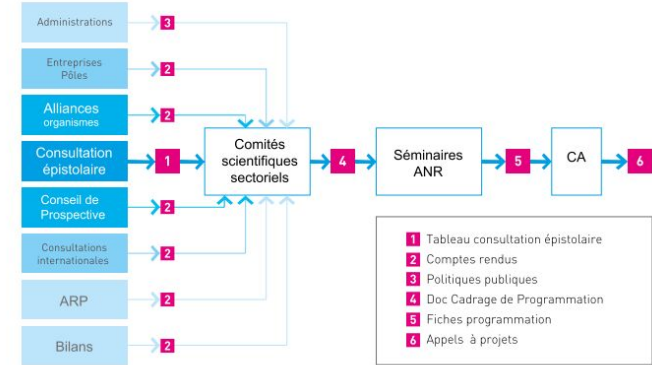 Administrations
3
Entreprises
Pôles
2
Alliances
organismes
2
Consultation
épistolaire
1
Comités
scientifiques
sectoriels
4
Séminaires
ANR
5
CA
6
Conseil de
Prospective
2
Consultations
internationales
2
ARP
2
Bilans
2
1 Tableau consultation épistolaire
2 Comptes rendus
3 Politiques publiques
4 Doc Cadrage de Programmation
5 Fiches programmation
6 Appels à projets